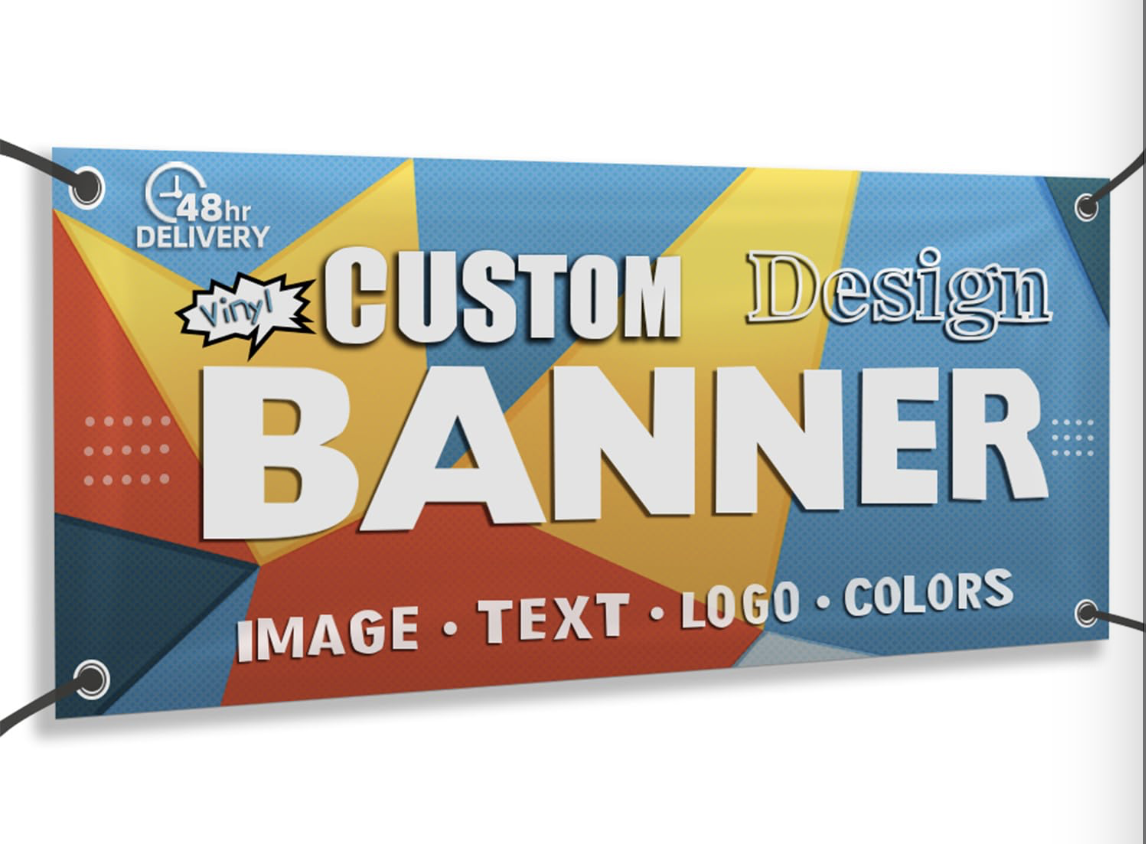 48hr
DELIVERY
Vinyl CUSTOM Design
BANNER
IMAGE • TEXT • LOGO • COLORS